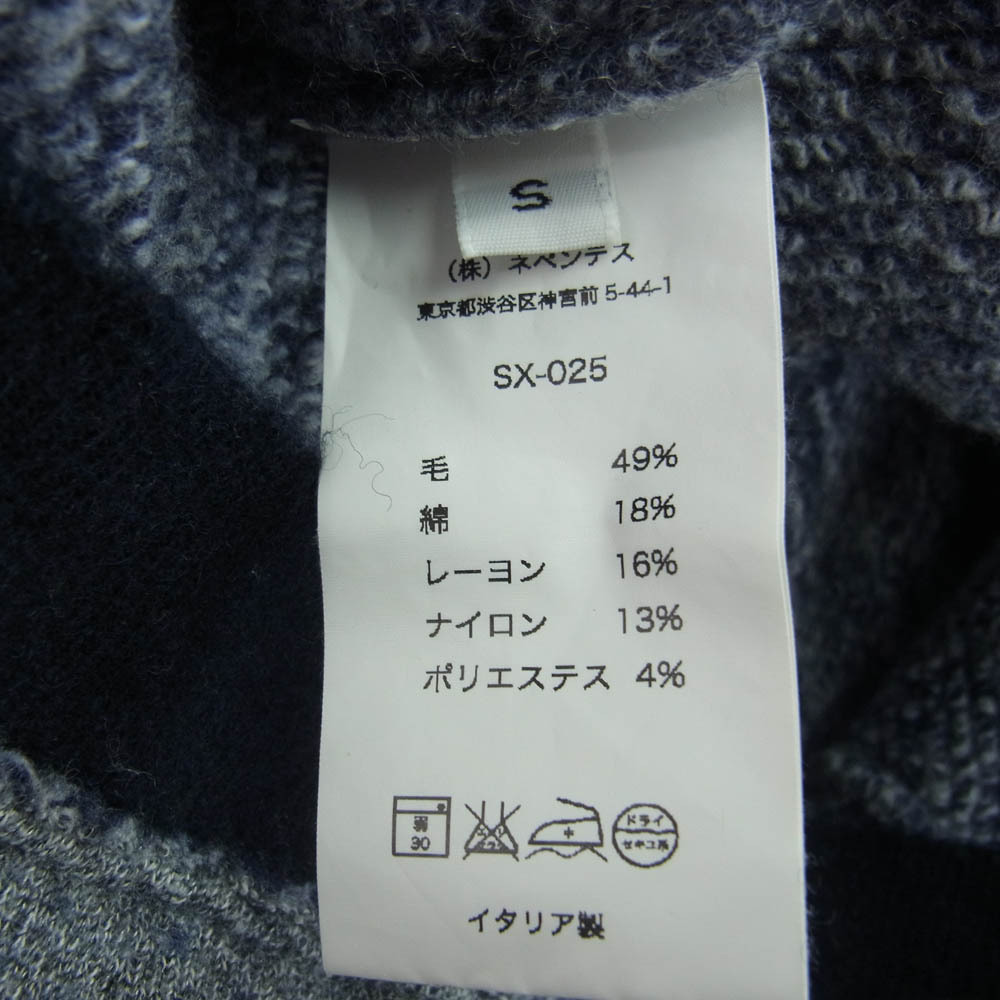 S
(株) ネペンテス
東京都渋谷区神宮前 5-44-1
SX-025
毛 49%
綿 18%
レーヨン 16%
ナイロン 13%
ポリエステス 4%
弱
30
ドライ
セキユ系
イタリア製